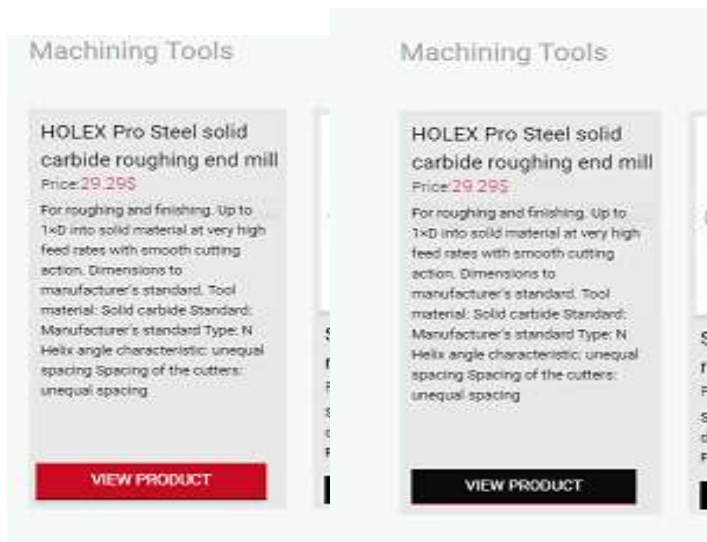 Machining Tools
HOLEX Pro Steel solid
carbide roughing end mill
Price:29.29$
For roughing and finishing. Up to
1×D into solid material at very high
feed rates with smooth cutting
action. Dimensions to
manufacturer's standard. Tool
material: Solid carbide Standard:
Manufacturer's standard Type: N
Helix angle characteristic: unequal
spacing Spacing of the cutters:
unequal spacing
VIEW PRODUCT
Machining Tools
HOLEX Pro Steel solid
carbide roughing end mill
Price:29.29$
For roughing and finishing. Up to
1×D into solid material at very high
feed rates with smooth cutting
action. Dimensions to
manufacturer's standard. Tool
material: Solid carbide Standard:
Manufacturer's standard Type: N
Helix angle characteristic: unequal
spacing Spacing of the cutters:
unequal spacing
VIEW PRODUCT